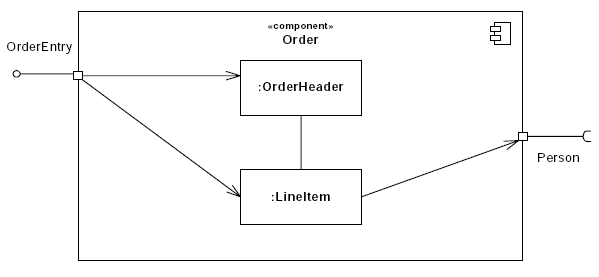 «component»
Order
OrderEntry
:OrderHeader
Person
:LineItem